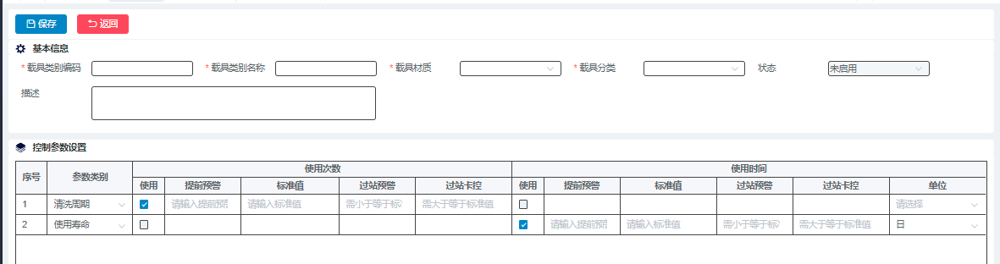 保存 返回
基本信息
* 载具类别编码 * 载具类别名称 * 载具材质 * 载具分类 状态 未启用
描述
控制参数设置
序号 参数类别 使用次数 使用时间
使用 提前预警 标准值 过站预警 过站卡控 使用 提前预警 标准值 过站预警 过站卡控 单位
1 清洗周期 请输入提前预警 请输入标准值 需小于等于标 需大于等于标准值 请选择
2 使用寿命 请输入提前预警 请输入标准值 需小于等于标 需大于等于标准值 日